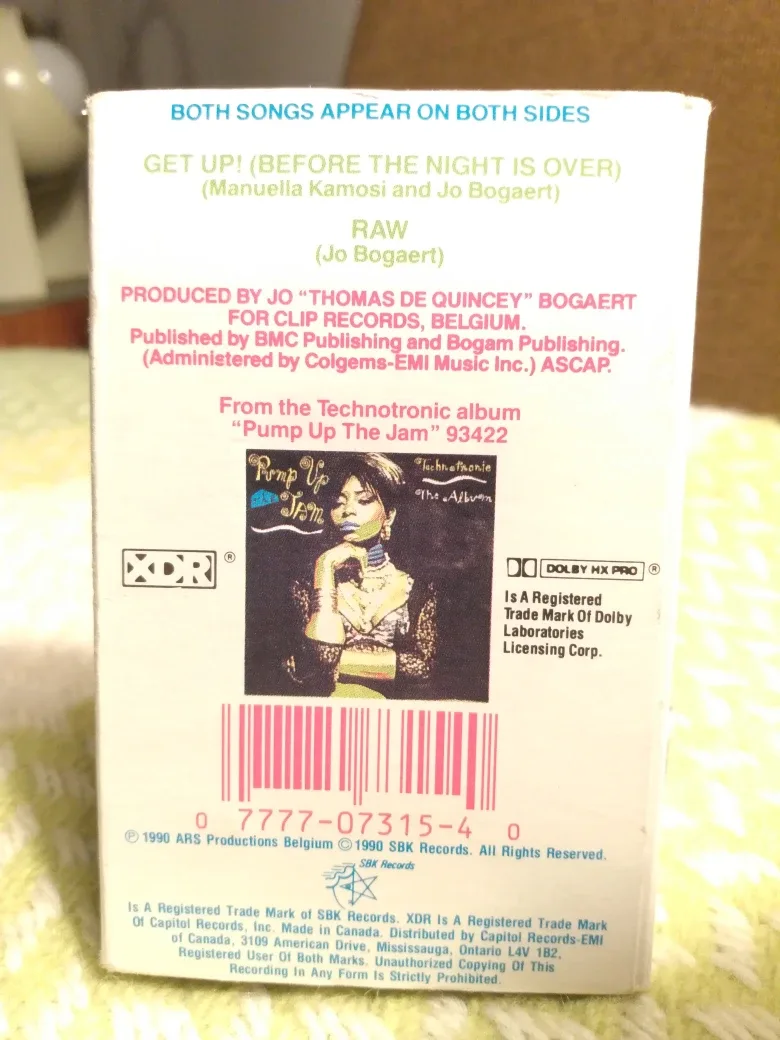 BOTH SONGS APPEAR ON BOTH SIDES
GET UP! (BEFORE THE NIGHT IS OVER)
(Manuella Kamosi and Jo Bogaert)
RAW
(Jo Bogaert)
PRODUCED BY JO “THOMAS DE QUINCEY” BOGAERT
FOR CLIP RECORDS, BELGIUM.
Published by BMC Publishing and Bogam Publishing.
(Administered by Colgems-EMI Music Inc.) ASCAP.
From the Technotronic album
“Pump Up The Jam” 93422
Pump Up
The
Jam
Technotronic
The Album
XDR ®
DOLBY HX PRO ®
Is A Registered
Trade Mark Of Dolby
Laboratories
Licensing Corp.
0 7777-07315-4 0
℗ 1990 ARS Productions Belgium © 1990 SBK Records. All Rights Reserved.
SBK Records
Is A Registered Trade Mark of SBK Records. XDR Is A Registered Trade Mark
Of Capitol Records, Inc. Made in Canada. Distributed by Capitol Records-EMI
of Canada, 3109 American Drive, Mississauga, Ontario L4V 1B2,
Registered User Of Both Marks. Unauthorized Copying Of This
Recording In Any Form Is Strictly Prohibited.